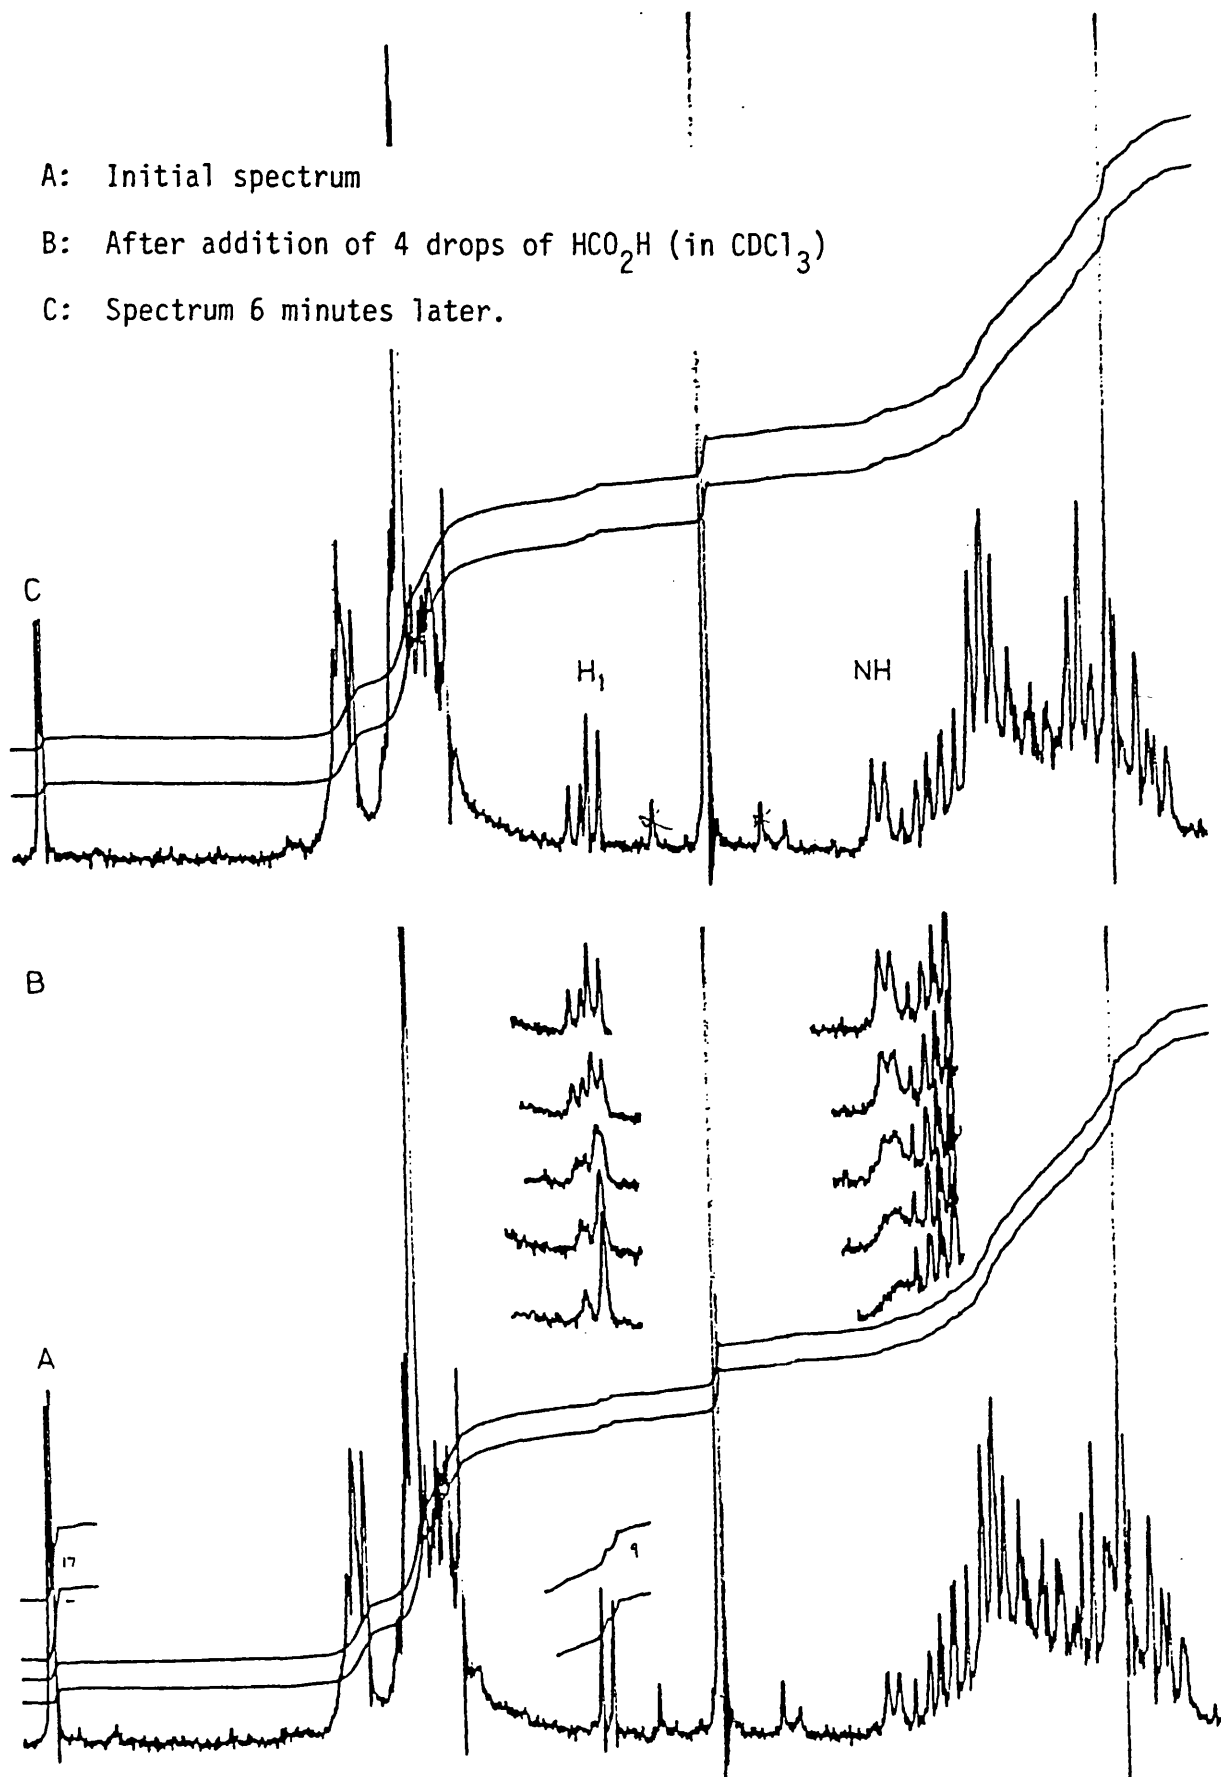 A: Initial spectrum
B: After addition of 4 drops of HCO2H (in CDCl3)
C: Spectrum 6 minutes later.
C
H1
NH
B
A
17
9